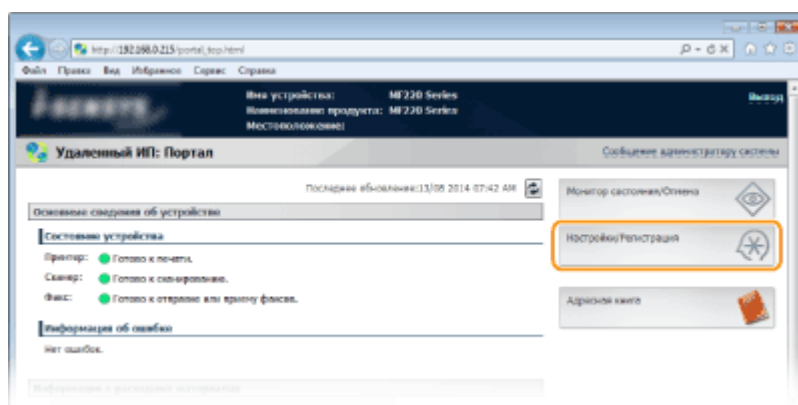 http://192.168.0.215/portal_top.html
Файл Правка Вид Избранное Сервис Справка
Имя устройства: MF220 Series
Наименование продукта: MF220 Series
Местоположение:
Выход
Удаленный ИП: Портал
Сообщение администратору системы
Последнее обновление:13/08 2014 07:42 AM
Основные сведения об устройстве
Состояние устройства
Принтер: Готово к печати.
Сканер: Готово к сканированию.
Факс: Готово к отправке или приему факсов.
Информация об ошибке
Нет ошибок.
Информация о расходных материалах
Монитор состояния/Отмена
Настройки/Регистрация
Адресная книга